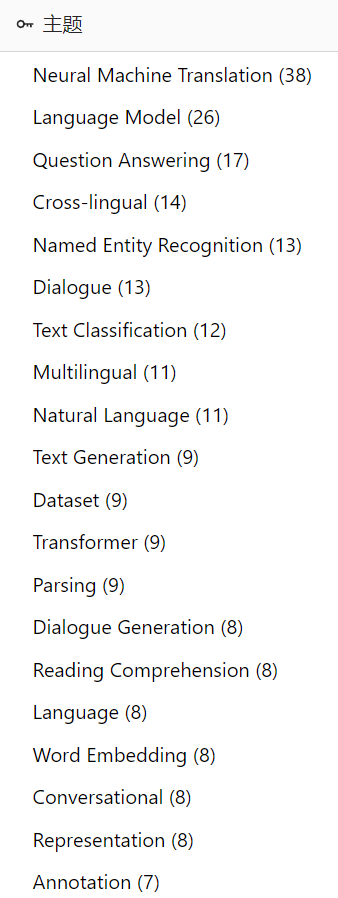 主题
Neural Machine Translation (38)
Language Model (26)
Question Answering (17)
Cross-lingual (14)
Named Entity Recognition (13)
Dialogue (13)
Text Classification (12)
Multilingual (11)
Natural Language (11)
Text Generation (9)
Dataset (9)
Transformer (9)
Parsing (9)
Dialogue Generation (8)
Reading Comprehension (8)
Language (8)
Word Embedding (8)
Conversational (8)
Representation (8)
Annotation (7)